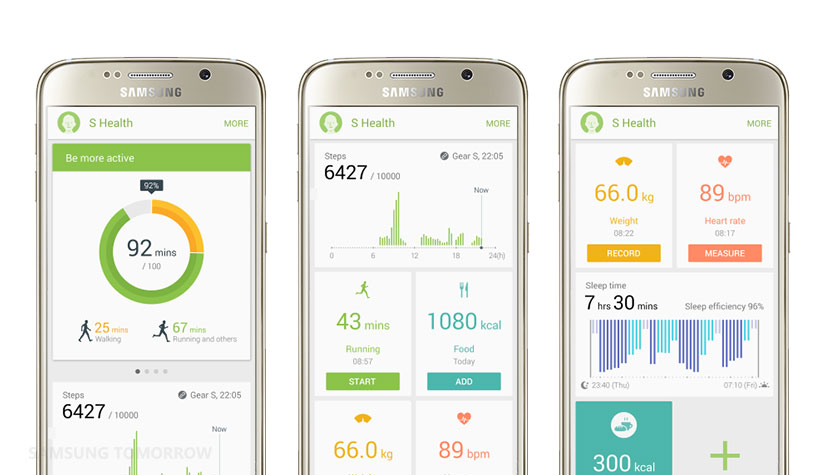 SAMSUNG
S Health MORE
Be more active
92%
92 mins
/ 100
25 mins
Walking
67 mins
Running and others
Steps Gear S, 22:05
6427 / 10000
Now
SAMSUNG TOMORROW
SAMSUNG
S Health MORE
Steps Gear S, 22:05
6427 / 10000
Now
0 6 12 18 24(h)
43 mins
Running
08:57
START
1080 kcal
Food
Today
ADD
66.0 kg
89 bpm
SAMSUNG
S Health MORE
66.0 kg
Weight
08:22
RECORD
89 bpm
Heart rate
08:17
MEASURE
Sleep time
7 hrs 30 mins Sleep efficiency 96%
23:40 (Thu) 07:10 (Fri)
300 kcal